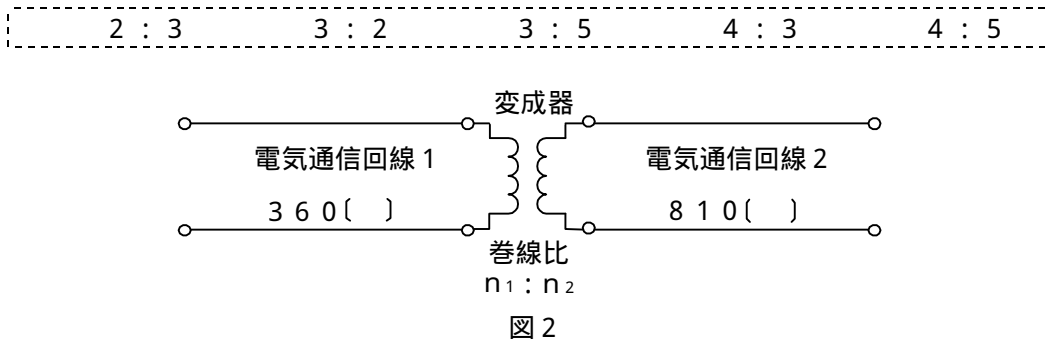 2 : 3 3 : 2 3 : 5 4 : 3 4 : 5
変成器
電気通信回線1 電気通信回線2
360〔 〕 810〔 〕
巻線比
n₁ : n₂
図2